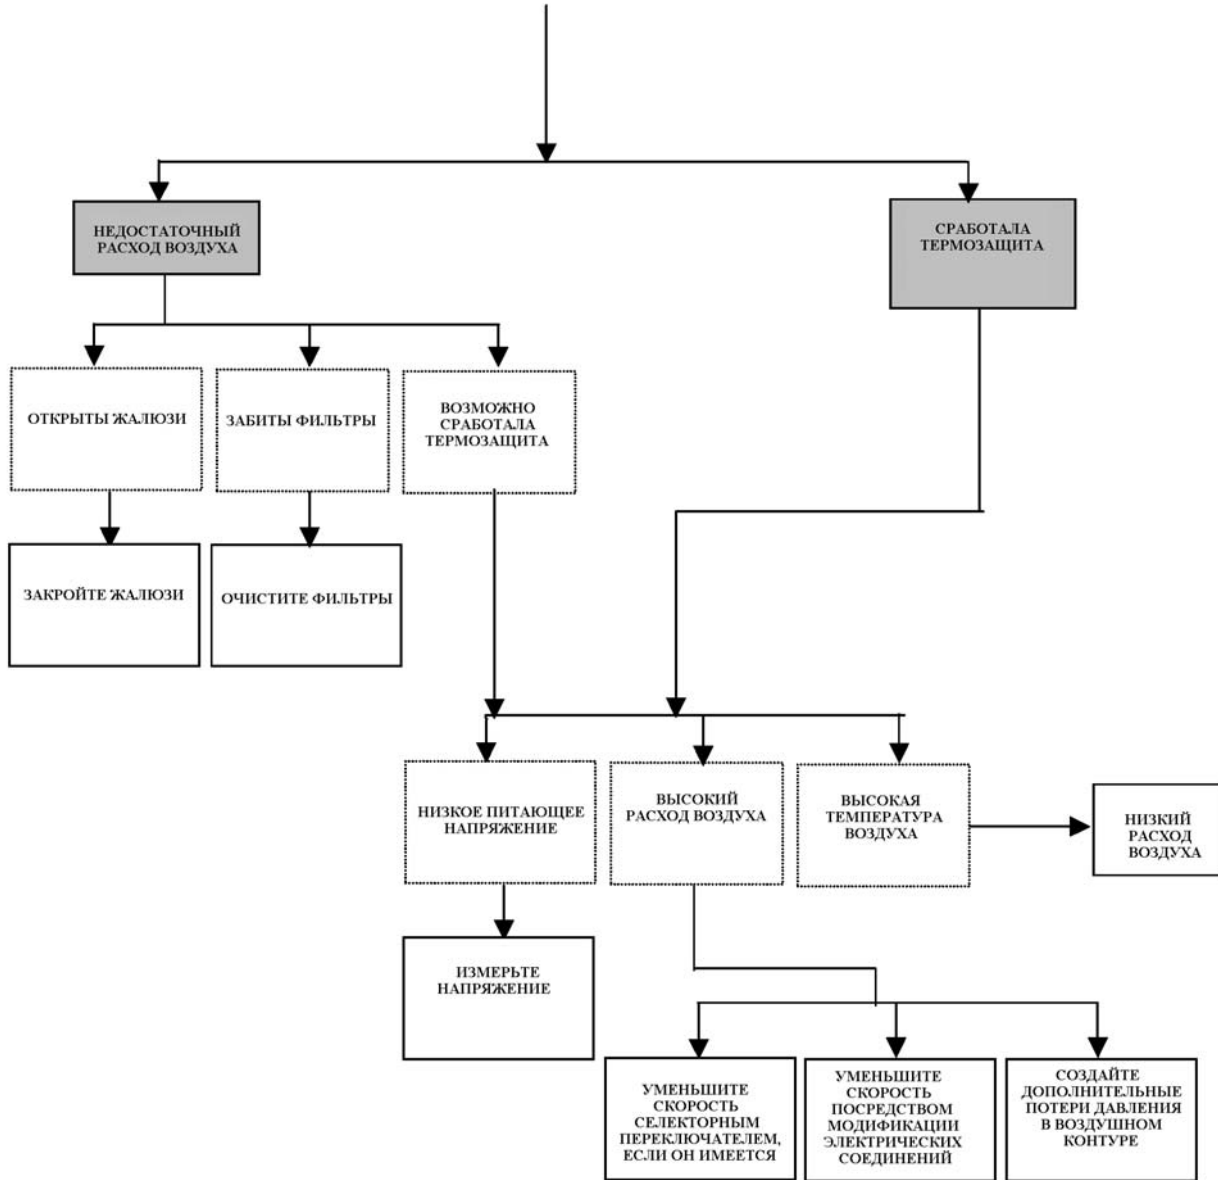 НЕДОСТАТОЧНЫЙ
РАСХОД ВОЗДУХА
СРАБОТАЛА
ТЕРМОЗАЩИТА
ОТКРЫТЫ ЖАЛЮЗИ
ЗАБИТЫ ФИЛЬТРЫ
ВОЗМОЖНО
СРАБОТАЛА
ТЕРМОЗАЩИТА
ЗАКРОЙТЕ ЖАЛЮЗИ
ОЧИСТИТЕ ФИЛЬТРЫ
НИЗКОЕ ПИТАЮЩЕЕ
НАПРЯЖЕНИЕ
ВЫСОКИЙ
РАСХОД ВОЗДУХА
ВЫСОКАЯ
ТЕМПЕРАТУРА
ВОЗДУХА
НИЗКИЙ
РАСХОД
ВОЗДУХА
ИЗМЕРЬТЕ
НАПРЯЖЕНИЕ
УМЕНЬШИТЕ
СКОРОСТЬ
СЕЛЕКТОРНЫМ
ПЕРЕКЛЮЧАТЕЛЕМ,
ЕСЛИ ОН ИМЕЕТСЯ
УМЕНЬШИТЕ
СКОРОСТЬ
ПОСРЕДСТВОМ
МОДИФИКАЦИИ
ЭЛЕКТРИЧЕСКИХ
СОЕДИНЕНИЙ
СОЗДАЙТЕ
ДОПОЛНИТЕЛЬНЫЕ
ПОТЕРИ ДАВЛЕНИЯ
В ВОЗДУШНОМ
КОНТУРЕ